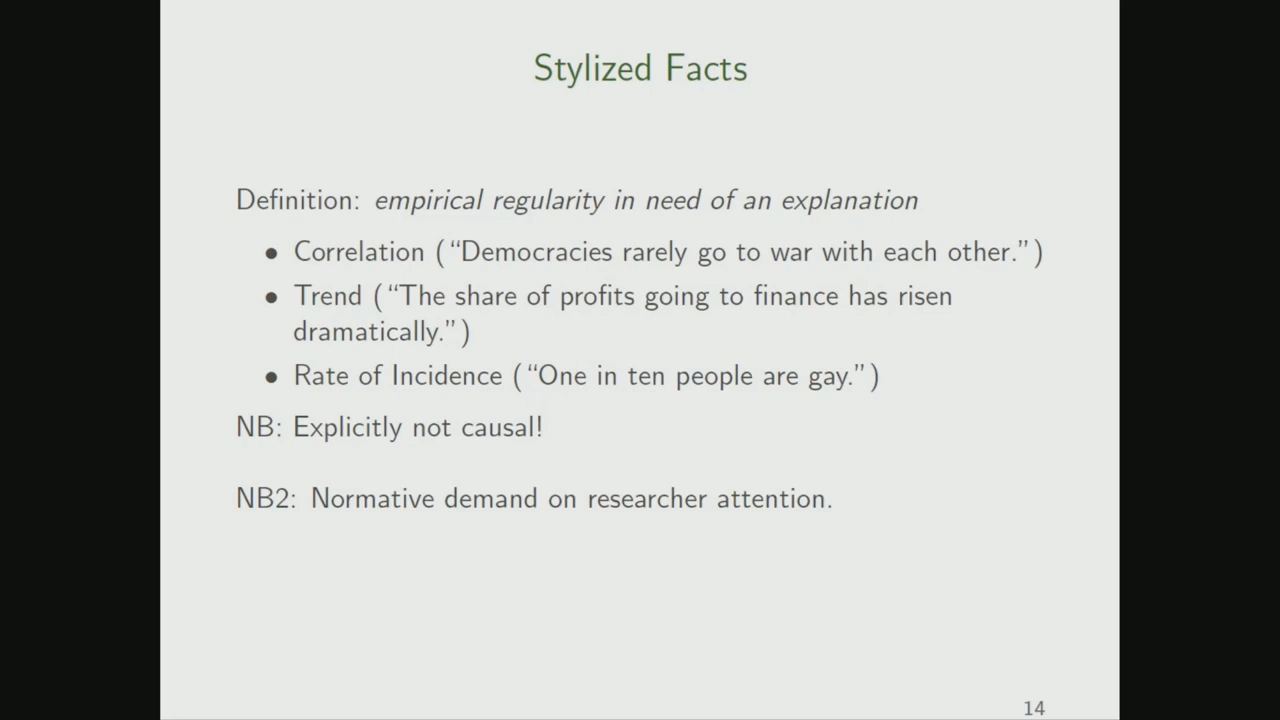 Stylized Facts
Definition: empirical regularity in need of an explanation
• Correlation (“Democracies rarely go to war with each other.”)
• Trend (“The share of profits going to finance has risen
dramatically.”)
• Rate of Incidence (“One in ten people are gay.”)
NB: Explicitly not causal!
NB2: Normative demand on researcher attention.
14